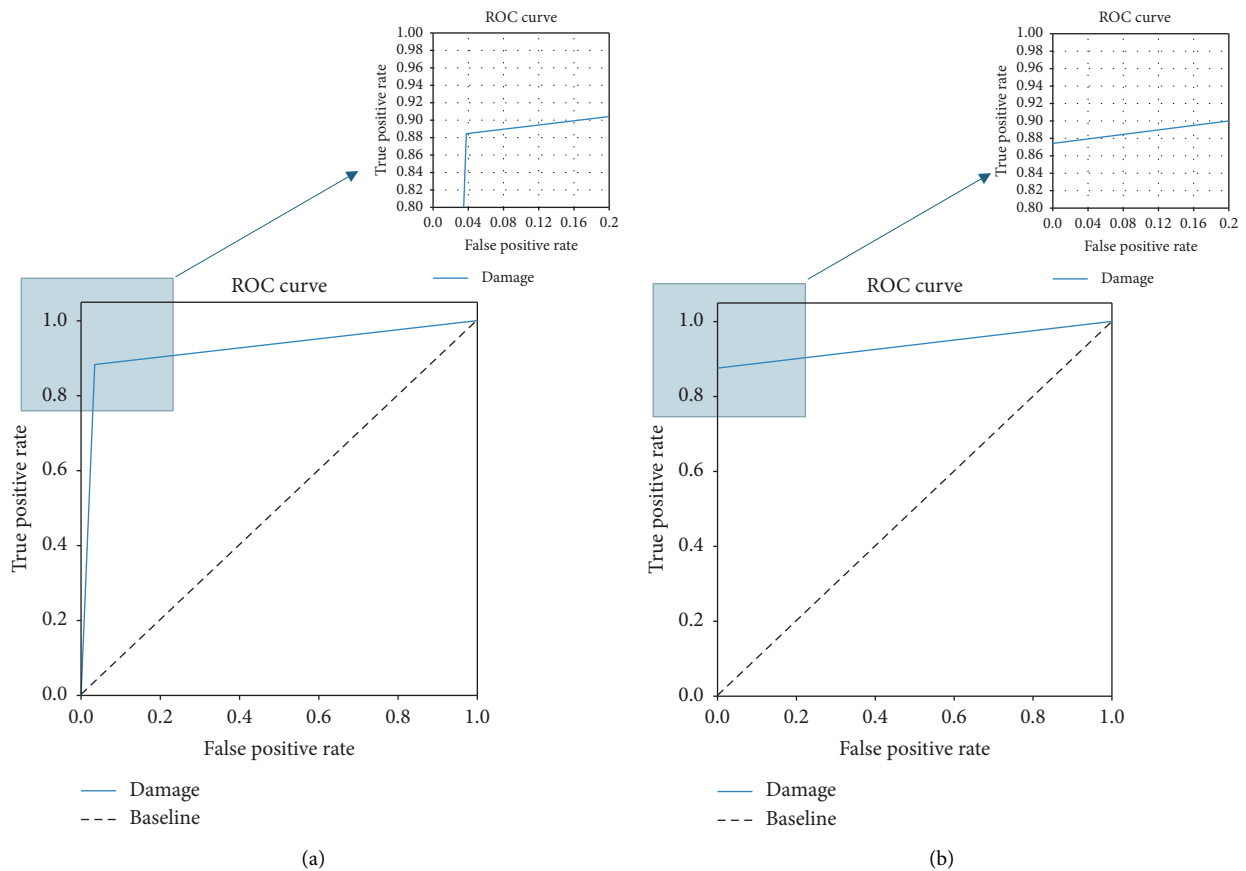 ROC curve
1.00
0.98
0.96
0.94
0.92
0.90
0.88
0.86
0.84
0.82
0.80
True positive rate
0.0 0.04 0.08 0.12 0.16 0.2
False positive rate
Damage
ROC curve
1.0
0.8
0.6
0.4
0.2
0.0
True positive rate
0.0 0.2 0.4 0.6 0.8 1.0
False positive rate
Damage
Baseline
(a)
ROC curve
1.00
0.98
0.96
0.94
0.92
0.90
0.88
0.86
0.84
0.82
0.80
True positive rate
0.0 0.04 0.08 0.12 0.16 0.2
False positive rate
Damage
ROC curve
1.0
0.8
0.6
0.4
0.2
0.0
True positive rate
0.0 0.2 0.4 0.6 0.8 1.0
False positive rate
Damage
Baseline
(b)